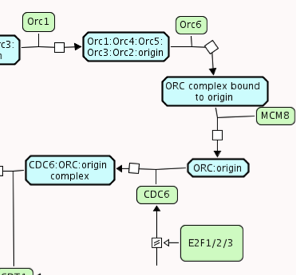 Orc1
Orc6
Orc1:Orc4:Orc5:
Orc3:Orc2:origin
ORC complex bound
to origin
MCM8
CDC6:ORC:origin
complex
ORC:origin
CDC6
E2F1/2/3